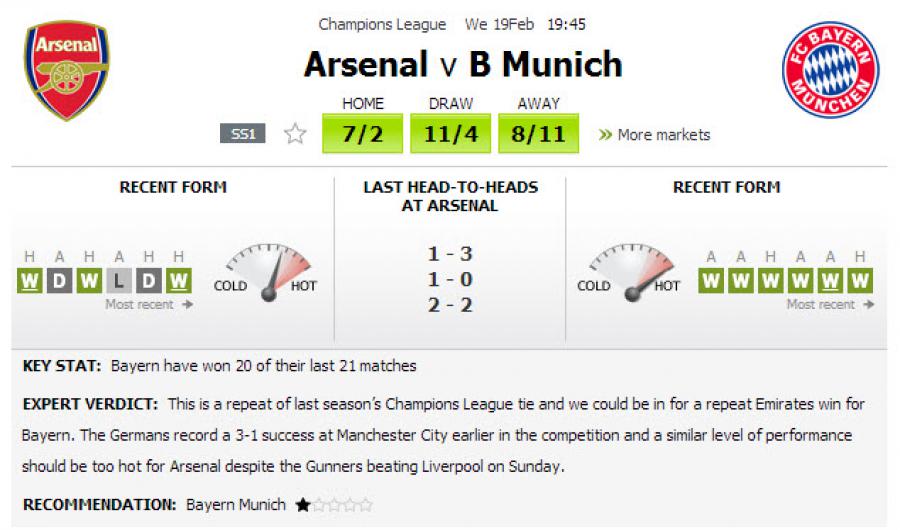 Champions League We 19Feb 19:45
Arsenal
Arsenal v B Munich
FC BAYERN
MÜNCHEN
HOME DRAW AWAY
SS1 7/2 11/4 8/11 » More markets
RECENT FORM
H A H A H H
W D W L D W
Most recent →
COLD HOT
LAST HEAD-TO-HEADS
AT ARSENAL
1 - 3
1 - 0
2 - 2
RECENT FORM
COLD HOT
A A H A A H
W W W W W W
Most recent →
KEY STAT: Bayern have won 20 of their last 21 matches
EXPERT VERDICT: This is a repeat of last season's Champions League tie and we could be in for a repeat Emirates win for
Bayern. The Germans record a 3-1 success at Manchester City earlier in the competition and a similar level of performance
should be too hot for Arsenal despite the Gunners beating Liverpool on Sunday.
RECOMMENDATION: Bayern Munich ★☆☆☆☆